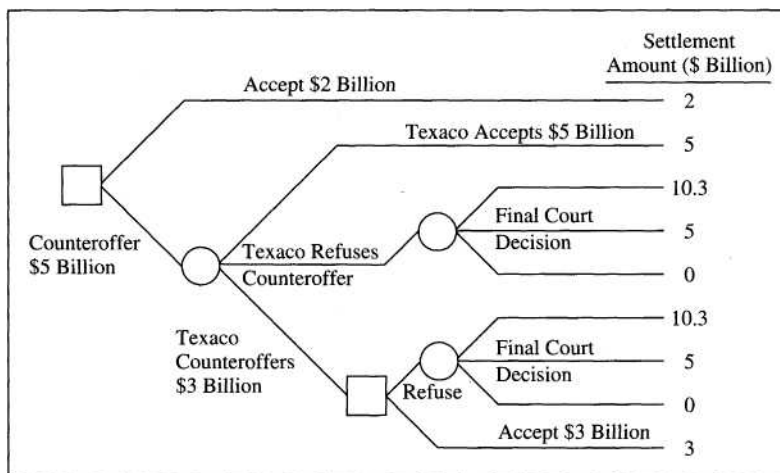 Settlement
Amount ($ Billion)
Accept $2 Billion
2
Texaco Accepts $5 Billion
5
10.3
Counteroffer
$5 Billion
Texaco Refuses
Counteroffer
Final Court
Decision
5
0
Texaco
Counteroffers
$3 Billion
10.3
Final Court
Decision
5
Refuse
0
Accept $3 Billion
3